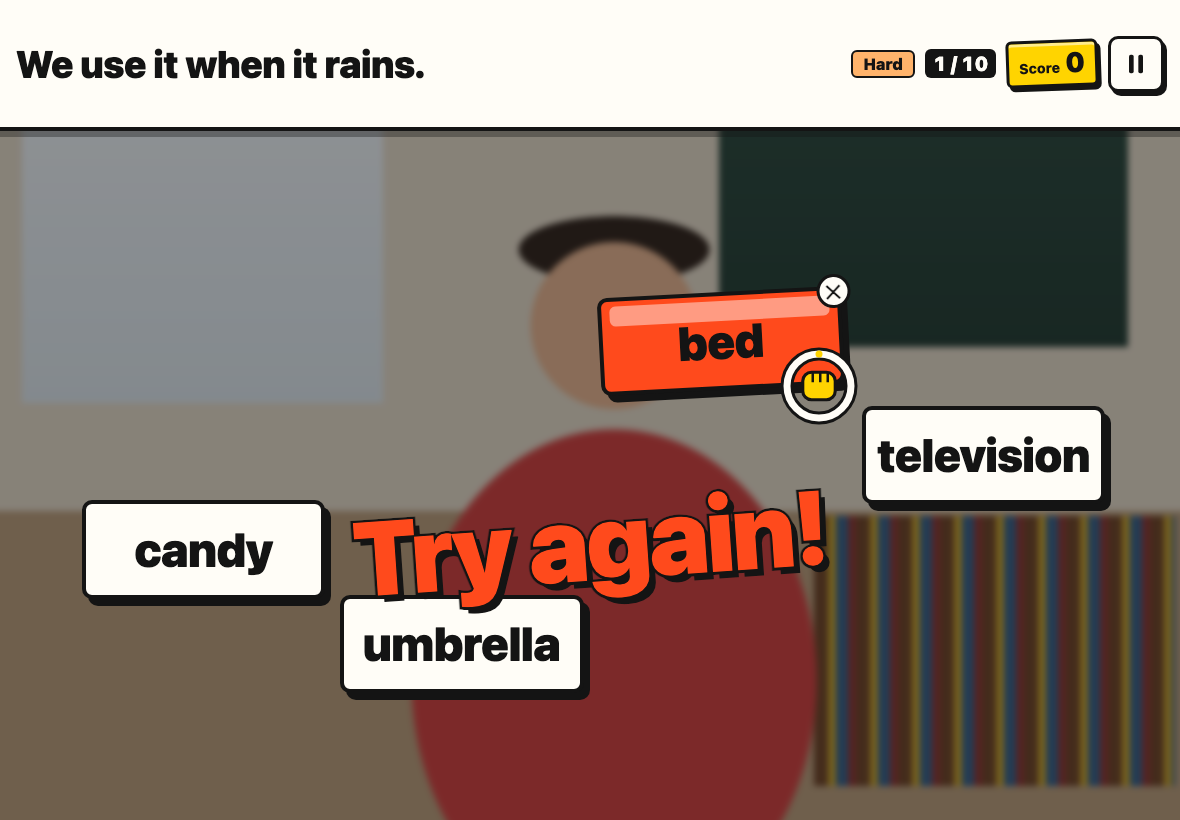 We use it when it rains.
Hard
1 / 10
Score 0
bed
television
Try again!
candy
umbrella